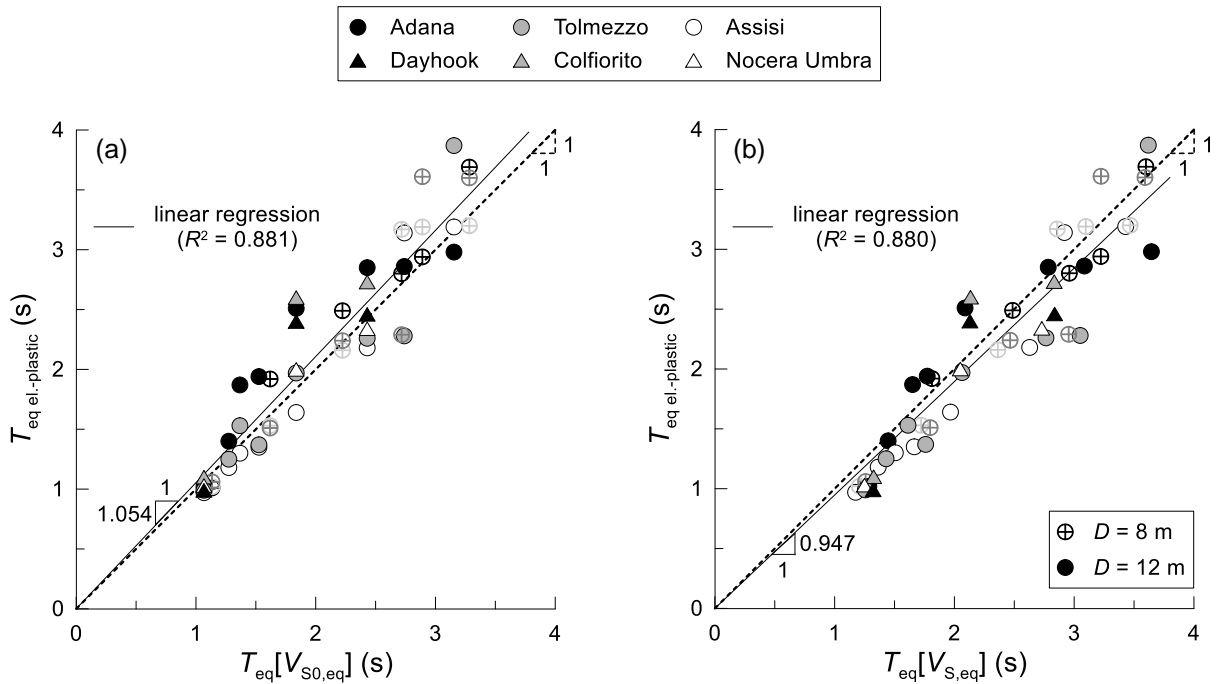 Adana Tolmezzo Assisi
Dayhook Colfiorito Nocera Umbra
(a)
4
3
2
1
0
0 1 2 3 4
T_eq el.-plastic (s)
T_eq[V_S0,eq] (s)
linear regression
(R² = 0.881)
1
1
1
1.054
(b)
4
3
2
1
0
0 1 2 3 4
T_eq el.-plastic (s)
T_eq[V_S,eq] (s)
linear regression
(R² = 0.880)
1
1
0.947
1
D = 8 m
D = 12 m